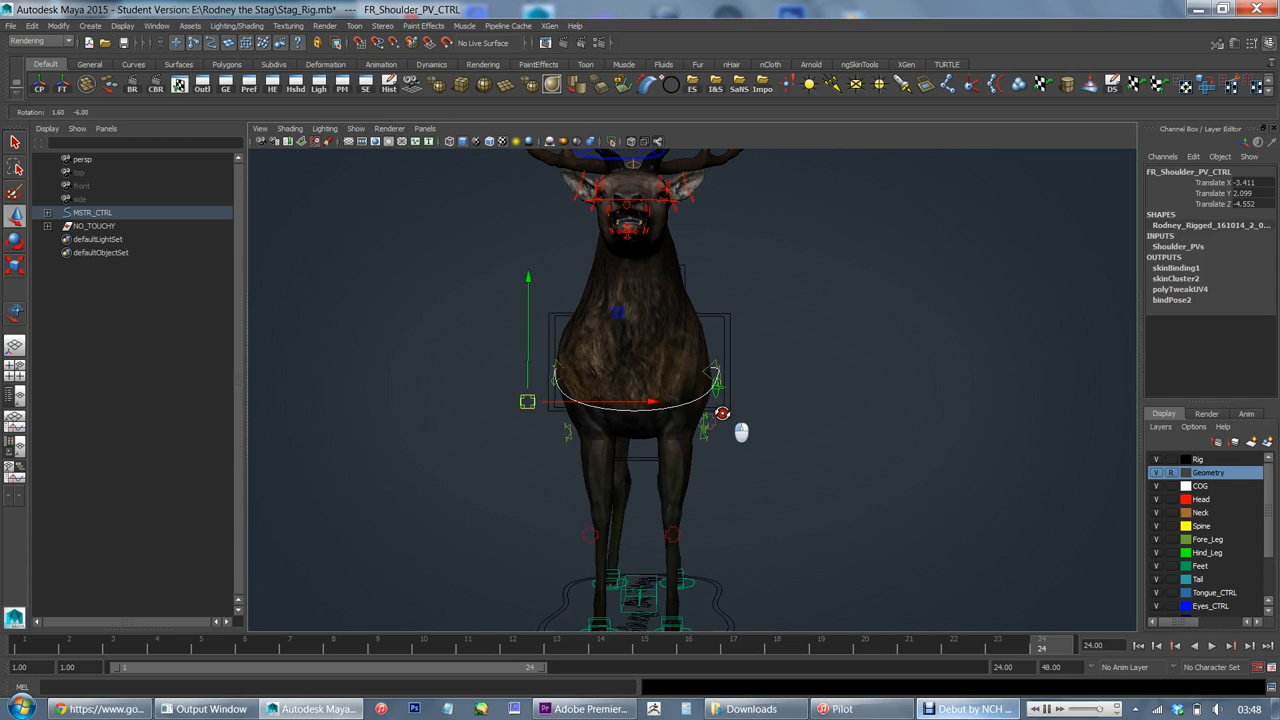 Autodesk Maya 2015 - Student Version: E:\Rodney the Stag\Stag_Rig.mb* --- FR_Shoulder_PV_CTRL
File Edit Modify Create Display Window Assets Lighting/Shading Texturing Render Toon Stereo Paint Effects Muscle Pipeline Cache XGen Help
Rendering No Live Surface
Default General Curves Surfaces Polygons Subdivs Deformation Animation Dynamics Rendering PaintEffects Toon Muscle Fluids Fur nHair nCloth Arnold ngSkinTools XGen TURTLE
CP FT BR CBR Out GE Pref HE Hshd Ligh PM SE Hist ES I&S SaNS Impo DS
Rotation: 1.60 -6.00
Display Show Panels
View Shading Lighting Show Renderer Panels
Channel Box / Layer Editor
persp
top
front
side
MSTR_CTRL
NO_TOUCHY
defaultLightSet
defaultObjectSet
Channels Edit Object Show
FR_Shoulder_PV_CTRL
Translate X -3.411
Translate Y 2.099
Translate Z -4.552
SHAPES
Rodney_Rigged_161014_2_0...
INPUTS
Shoulder_PVs
OUTPUTS
skinBinding1
skinCluster2
polyTweakUV4
bindPose2
Display Render Anim
Layers Options Help
V Rig
V R Geometry
V COG
V Head
V Neck
V Spine
V Fore_Leg
V Hind_Leg
V Feet
V Tail
V Tongue_CTRL
V Eyes_CTRL
1 2 3 4 5 6 7 8 9 10 11 12 13 14 15 16 17 18 19 20 21 22 23 24
24 24.00
1.00 1.00 1 24 24.00 48.00 No Anim Layer No Character Set
MEL
https://www.go... Output Window Autodesk Maya... Ps Pr Adobe Premier... Downloads Pilot Debut by NCH ... 03:48